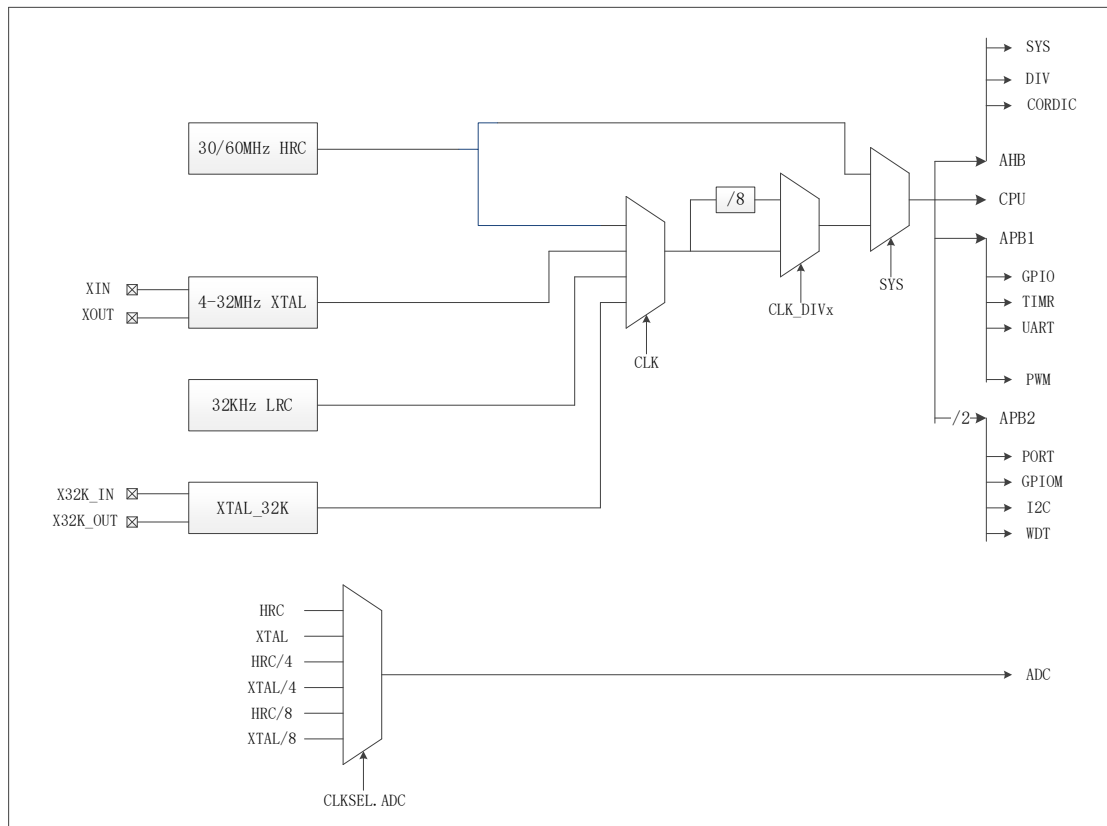 SYS
DIV
CORDIC
30/60MHz HRC
AHB
/8
CPU
APB1
SYS
GPIO
XIN
4-32MHz XTAL
CLK_DIVx
TIMR
XOUT
UART
CLK
PWM
32KHz LRC
/2
APB2
PORT
GPIOM
X32K_IN
XTAL_32K
I2C
X32K_OUT
WDT
HRC
XTAL
HRC/4
XTAL/4
ADC
HRC/8
XTAL/8
CLKSEL.ADC